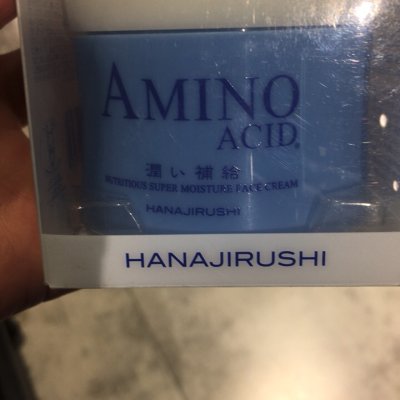 AMINO
ACID®
潤い補給
NUTRITIOUS SUPER MOISTURE FACE CREAM
HANAJIRUSHI
HANAJIRUSHI